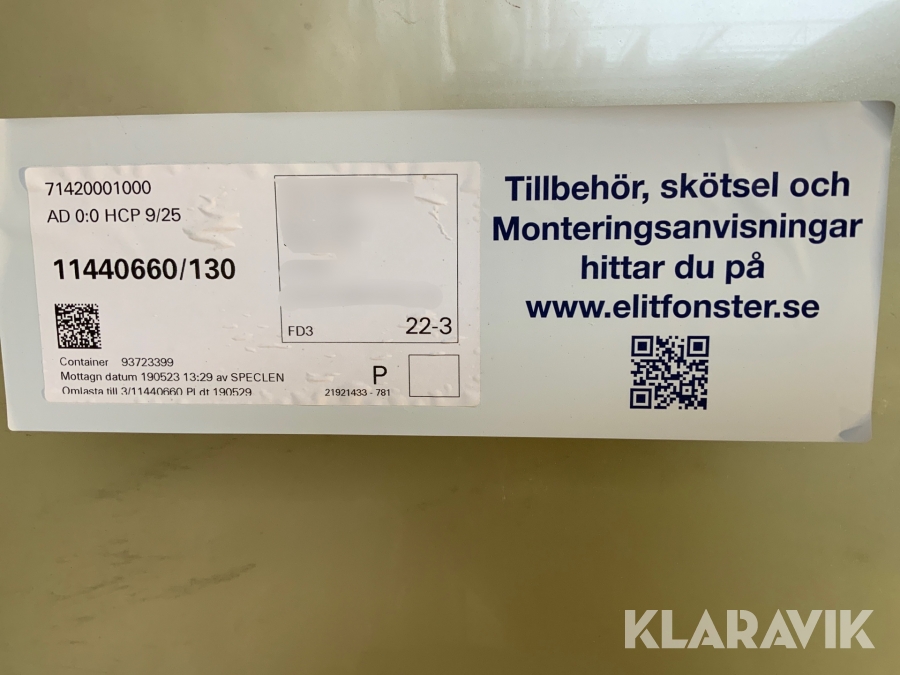 71420001000
AD 0:0 HCP 9/25
11440660/130
FD3
22-3
Container 93723399
Mottagn datum 190523 13:29 av SPECLEN
Omlasta till 3/11440660 Pl dt 190529
P
21921433 - 781
Tillbehör, skötsel och
Monteringsanvisningar
hittar du på
www.elitfonster.se
KLARAVIK